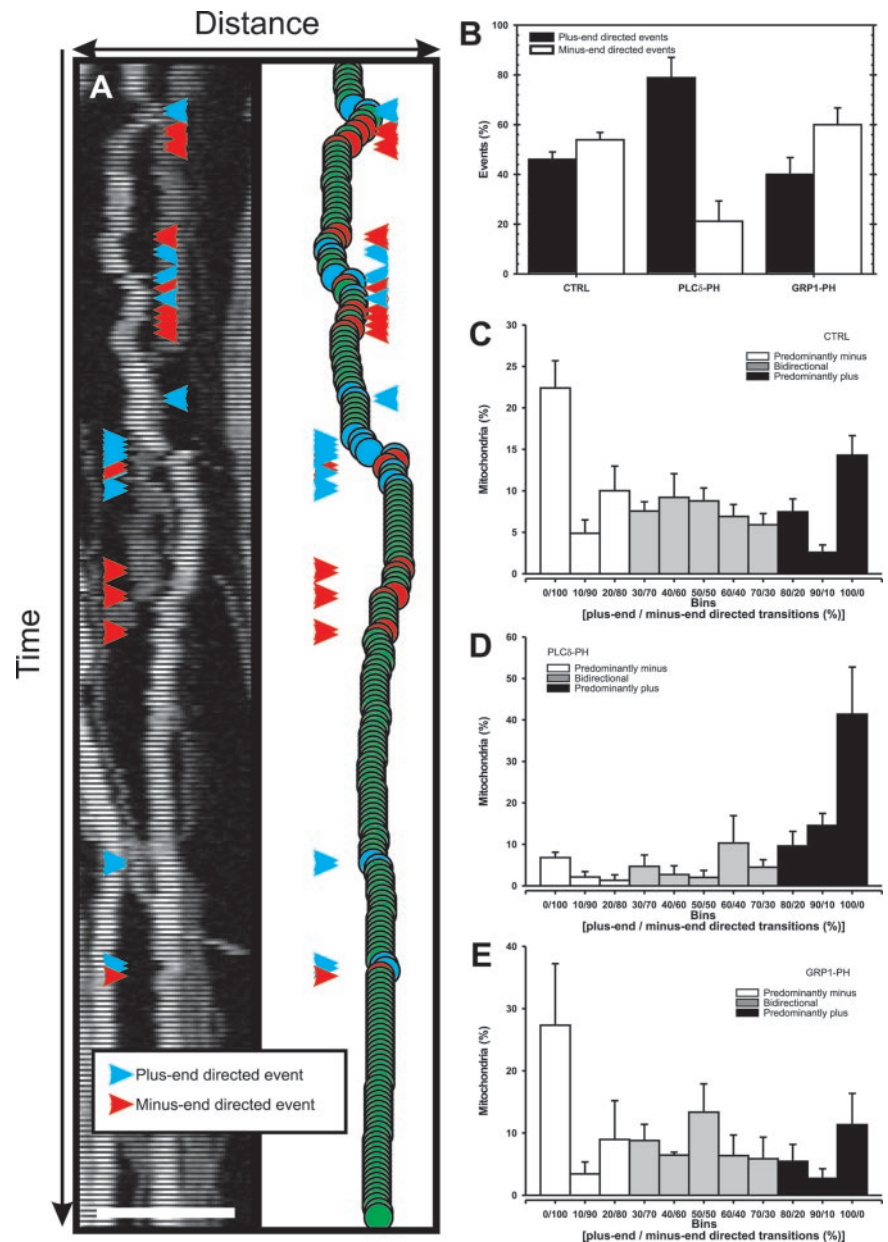 Distance
Time
A
Plus-end directed event
Minus-end directed event
B
Plus-end directed events
Minus-end directed events
Events (%)
100
80
60
40
20
0
CTRL
PLCδ-PH
GRP1-PH
C
CTRL
Predominantly minus
Bidirectional
Predominantly plus
Mitochondria (%)
30
25
20
15
10
5
0
0/100 10/90 20/80 30/70 40/60 50/50 60/40 70/30 80/20 90/10 100/0
Bins
[plus-end / minus-end directed transitions (%)]
D
PLCδ-PH
Predominantly minus
Bidirectional
Predominantly plus
Mitochondria (%)
60
50
40
30
20
10
0
0/100 10/90 20/80 30/70 40/60 50/50 60/40 70/30 80/20 90/10 100/0
Bins
[plus-end / minus-end directed transitions (%)]
E
GRP1-PH
Predominantly minus
Bidirectional
Predominantly plus
Mitochondria (%)
40
30
20
10
0
0/100 10/90 20/80 30/70 40/60 50/50 60/40 70/30 80/20 90/10 100/0
Bins
[plus-end / minus-end directed transitions (%)]